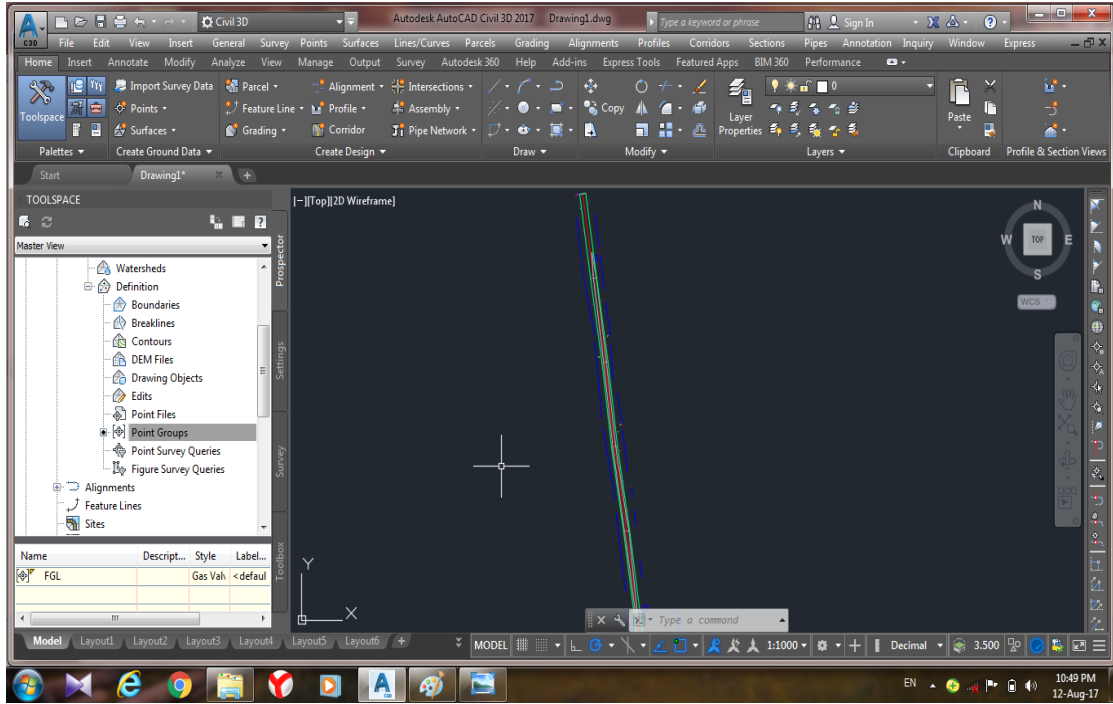 Civil 3D Autodesk AutoCAD Civil 3D 2017 Drawing1.dwg Type a keyword or phrase Sign In
C3D File Edit View Insert General Survey Points Surfaces Lines/Curves Parcels Grading Alignments Profiles Corridors Sections Pipes Annotation Inquiry Window Express
Home Insert Annotate Modify Analyze View Manage Output Survey Autodesk 360 Help Add-ins Express Tools Featured Apps BIM 360 Performance
Toolspace
Import Survey Data
Points
Surfaces
Parcel
Feature Line
Grading
Alignment
Profile
Corridor
Intersections
Assembly
Pipe Network
Copy
Layer
Properties
0
Paste
Palettes Create Ground Data Create Design Draw Modify Layers Clipboard Profile & Section Views
Start Drawing1* +
TOOLSPACE
Master View
Watersheds
Definition
Boundaries
Breaklines
Contours
DEM Files
Drawing Objects
Edits
Point Files
Point Groups
Point Survey Queries
Figure Survey Queries
Alignments
Feature Lines
Sites
Prospector
Settings
Survey
Toolbox
Name Descript... Style Label...
FGL Gas Valv <defaul
[–][Top][2D Wireframe]
N
W TOP E
S
WCS
Y
X
Type a command
Model Layout1 Layout2 Layout3 Layout4 Layout5 Layout6 + MODEL 1:1000 Decimal 3.500
EN 10:49 PM
12-Aug-17